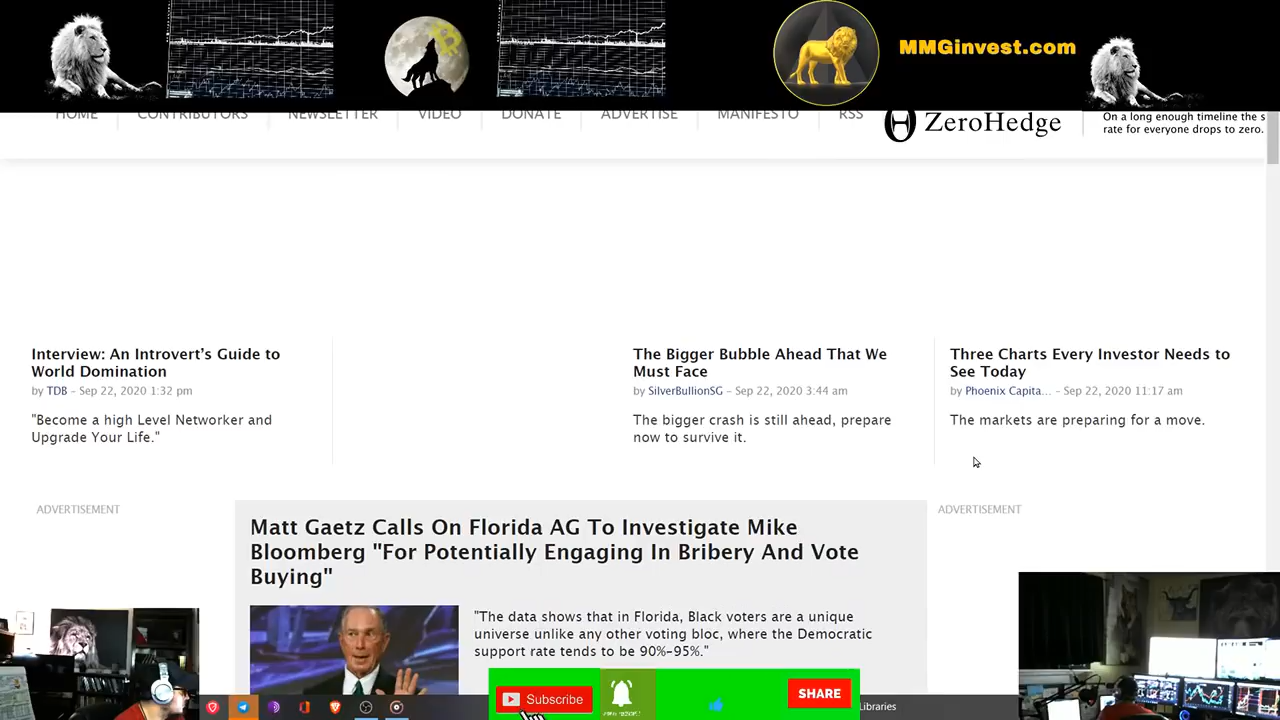 MMGinvest.com
HOME
CONTRIBUTORS
NEWSLETTER
VIDEO
DONATE
ADVERTISE
MANIFESTO
RSS
ZeroHedge
On a long enough timeline the s
rate for everyone drops to zero.
Interview: An Introvert’s Guide to
World Domination
by TDB - Sep 22, 2020 1:32 pm
"Become a high Level Networker and
Upgrade Your Life."
The Bigger Bubble Ahead That We
Must Face
by SilverBullionSG - Sep 22, 2020 3:44 am
The bigger crash is still ahead, prepare
now to survive it.
Three Charts Every Investor Needs to
See Today
by Phoenix Capita... - Sep 22, 2020 11:17 am
The markets are preparing for a move.
ADVERTISEMENT
ADVERTISEMENT
Matt Gaetz Calls On Florida AG To Investigate Mike
Bloomberg "For Potentially Engaging In Bribery And Vote
Buying"
"The data shows that in Florida, Black voters are a unique
universe unlike any other voting bloc, where the Democratic
support rate tends to be 90%–95%."
Subscribe
SHARE
Libraries